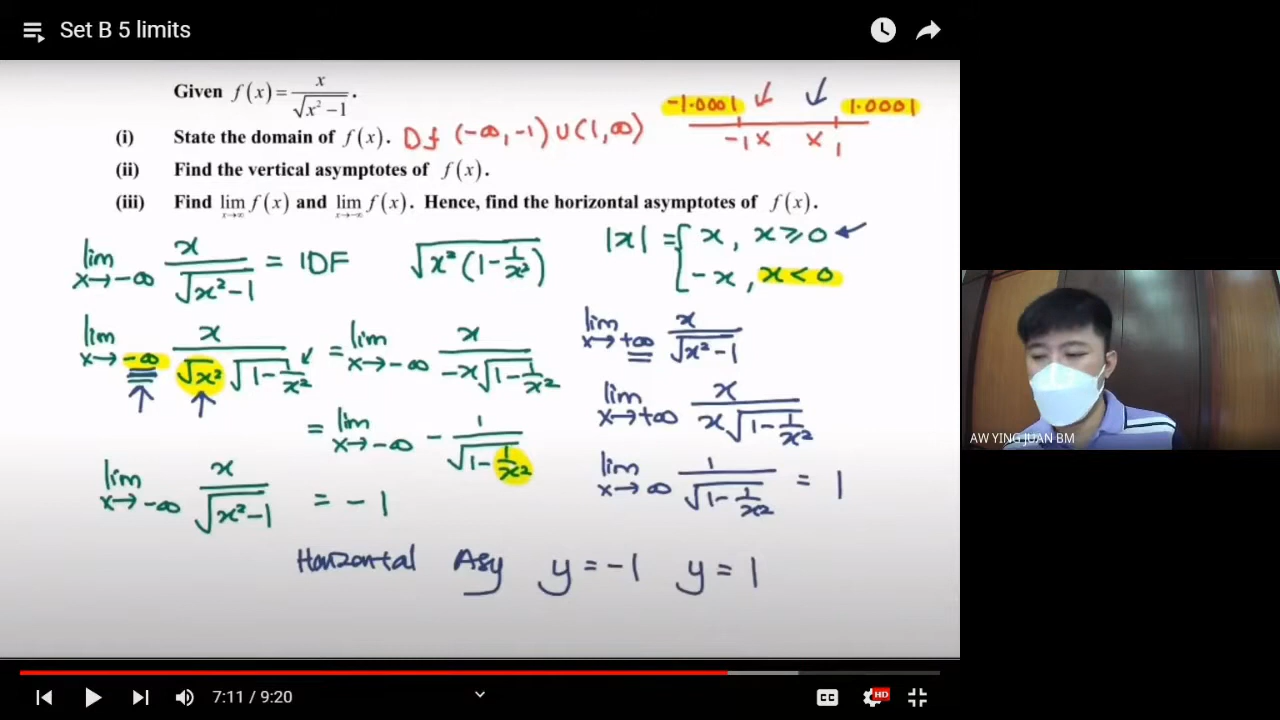 Set B 5 limits
Given f(x) = x / √(x² − 1) .
−1.0001 1.0001
(i) State the domain of f(x). Df (−∞, −1) ∪ (1, ∞)
−1 x x 1
(ii) Find the vertical asymptotes of f(x).
(iii) Find lim x→∞ f(x) and lim x→−∞ f(x). Hence, find the horizontal asymptotes of f(x).
lim x→−∞ x / √(x² − 1) = IDF
√(x² (1 − 1/x²))
|x| = { x, x ≥ 0
−x, x < 0
lim x→−∞ x / (√x² √(1 − 1/x²)) = lim x→−∞ x / (−x √(1 − 1/x²))
= lim x→−∞ − 1 / √(1 − 1/x²)
lim x→−∞ x / √(x² − 1) = −1
lim x→+∞ x / √(x² − 1)
lim x→+∞ x / (x √(1 − 1/x²))
lim x→∞ 1 / √(1 − 1/x²) = 1
Horizontal Asy y = −1 y = 1
AW YING JUAN BM
7:11 / 9:20
CC
HD